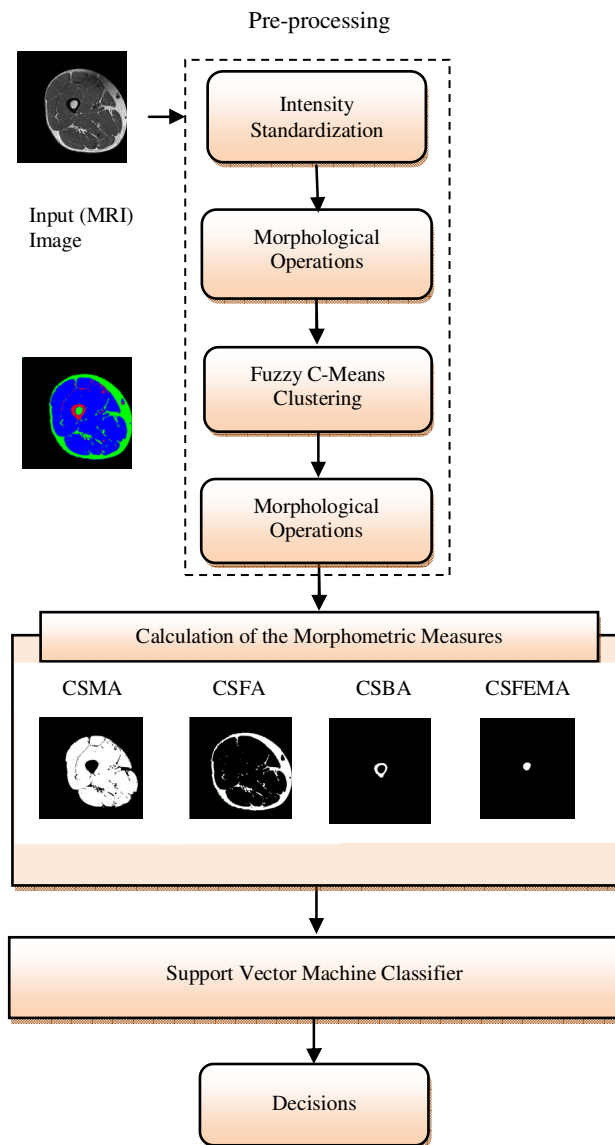 Pre-processing
Intensity
Standardization
Input (MRI)
Image
Morphological
Operations
Fuzzy C-Means
Clustering
Morphological
Operations
Calculation of the Morphometric Measures
CSMA CSFA CSBA CSFEMA
Support Vector Machine Classifier
Decisions